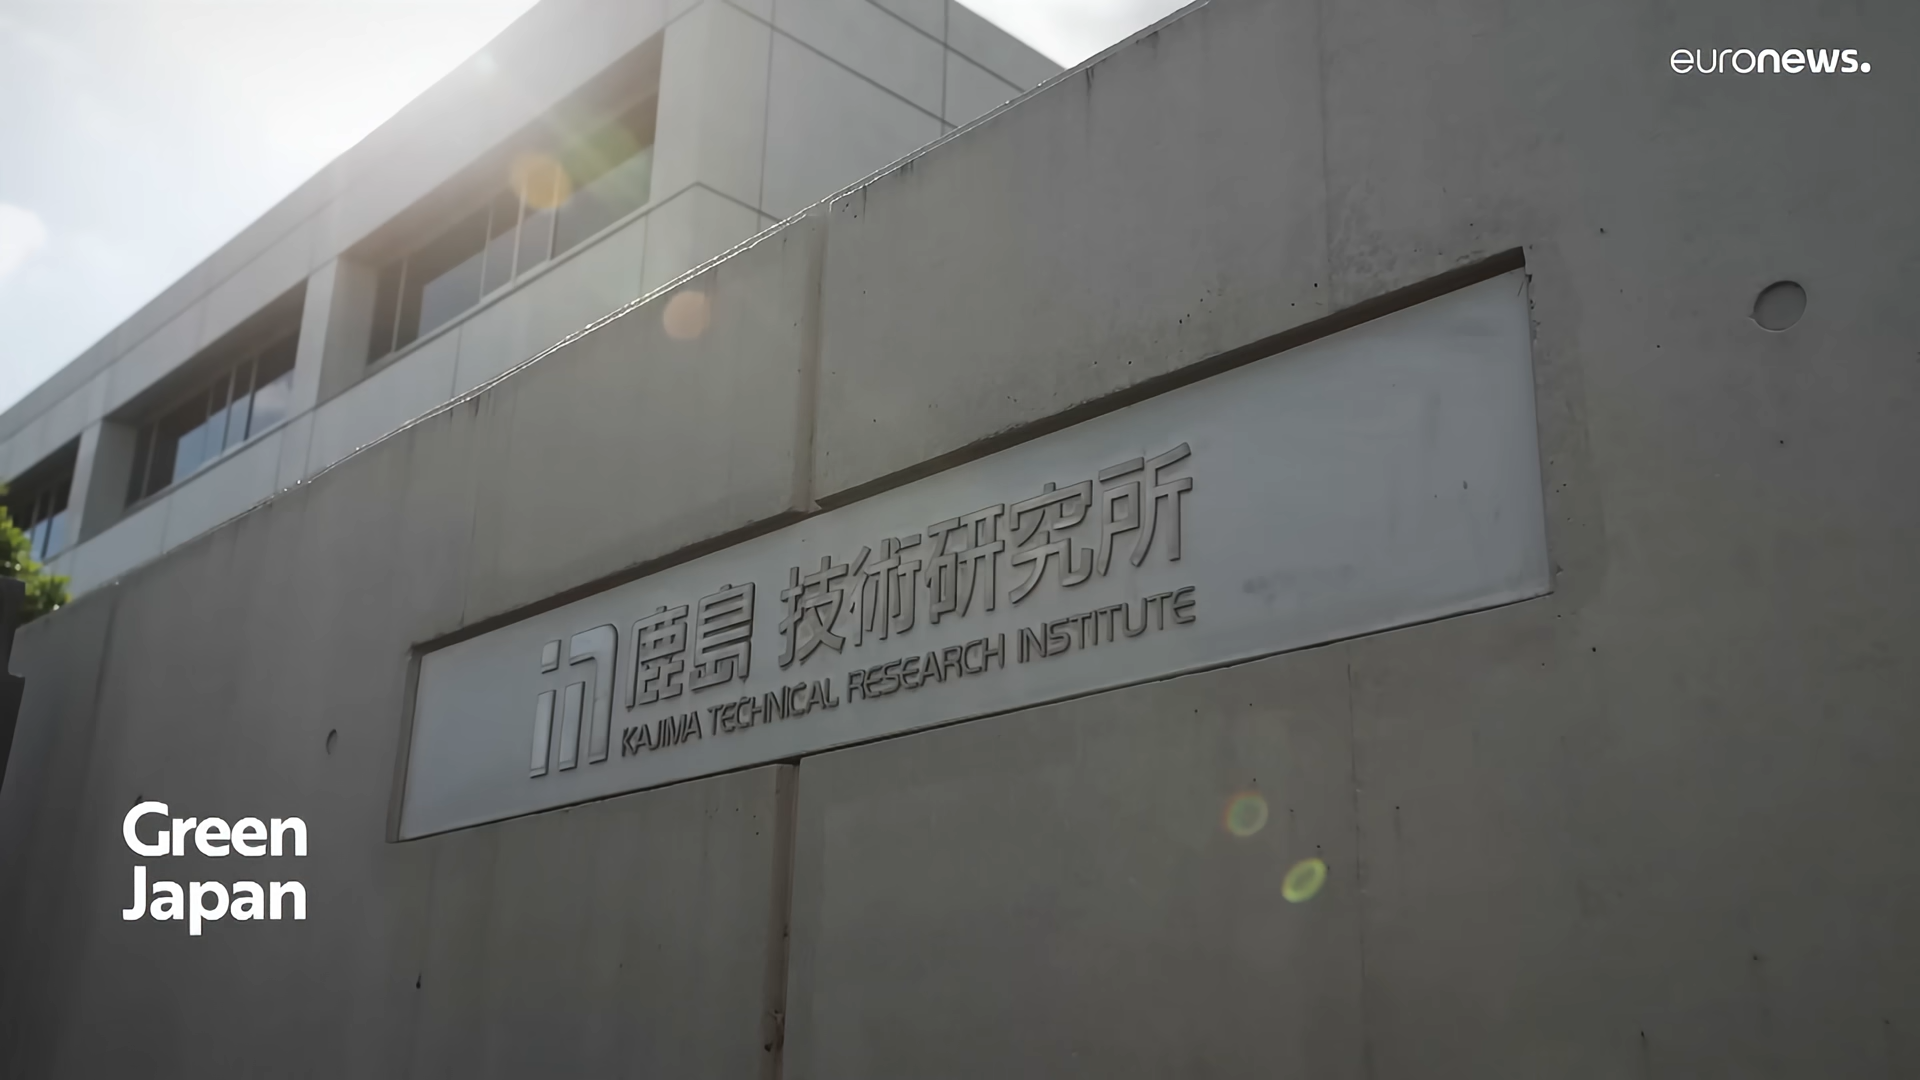 euronews.
鹿島 技術研究所
KAJIMA TECHNICAL RESEARCH INSTITUTE
Green
Japan